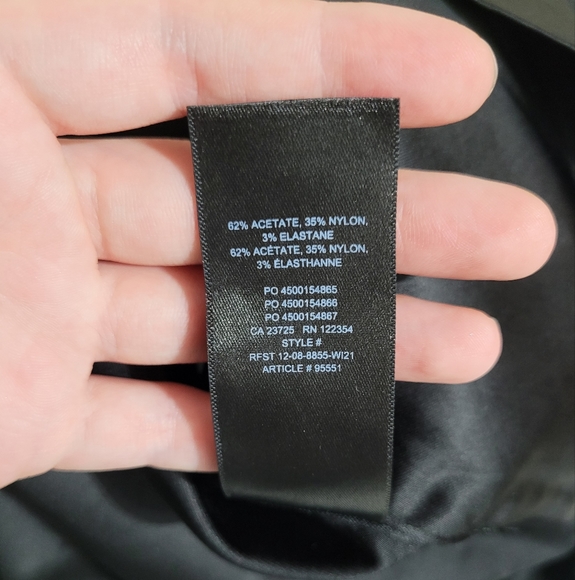 62% ACETATE, 35% NYLON,
3% ELASTANE
62% ACÉTATE, 35% NYLON,
3% ÉLASTHANNE
PO 4500154865
PO 4500154866
PO 4500154867
CA 23725 RN 122354
STYLE #
RFST 12-08-8855-WI21
ARTICLE # 95551